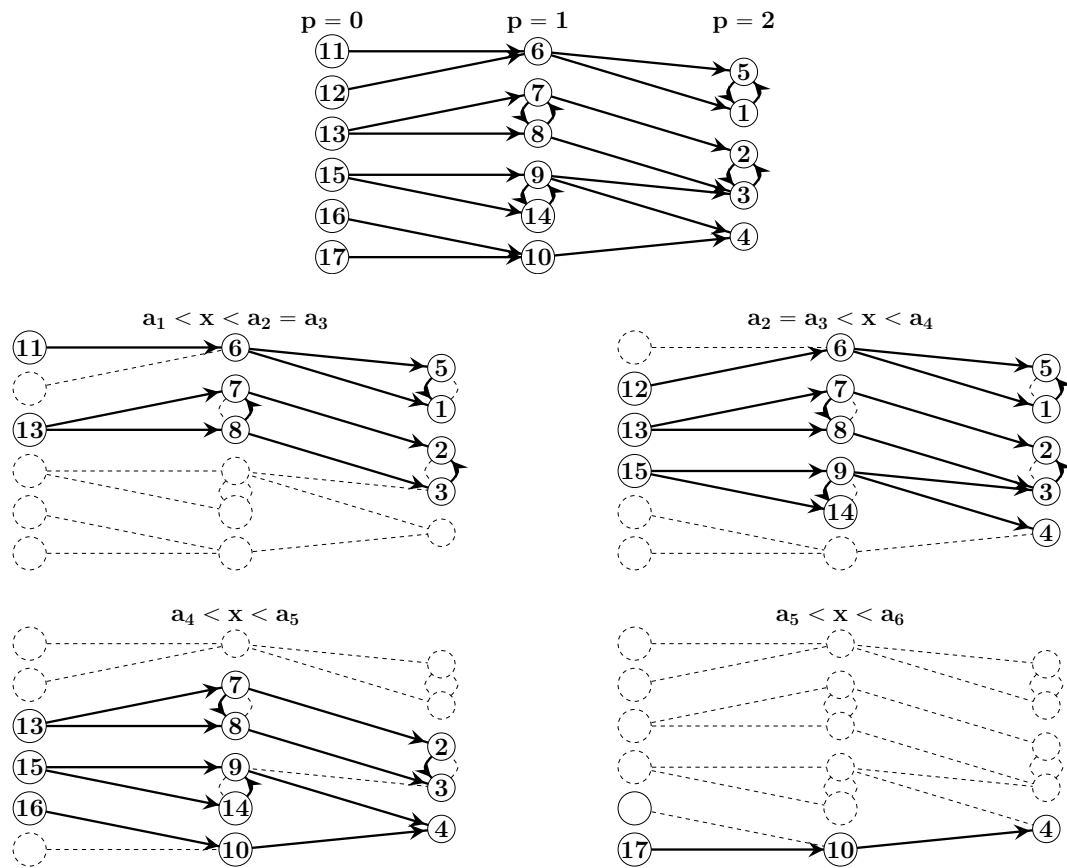 p = 0 p = 1 p = 2
11 6
5
12 7 1
13 8 2
15 9 3
16 14 4
17 10
a₁ < x < a₂ = a₃
11 6
5
7 1
13 8 2
3
a₂ = a₃ < x < a₄
6
5
12 7 1
13 8 2
15 9 3
14 4
a₄ < x < a₅
7
13 8 2
15 9 3
16 14 4
10
a₅ < x < a₆
4
17 10